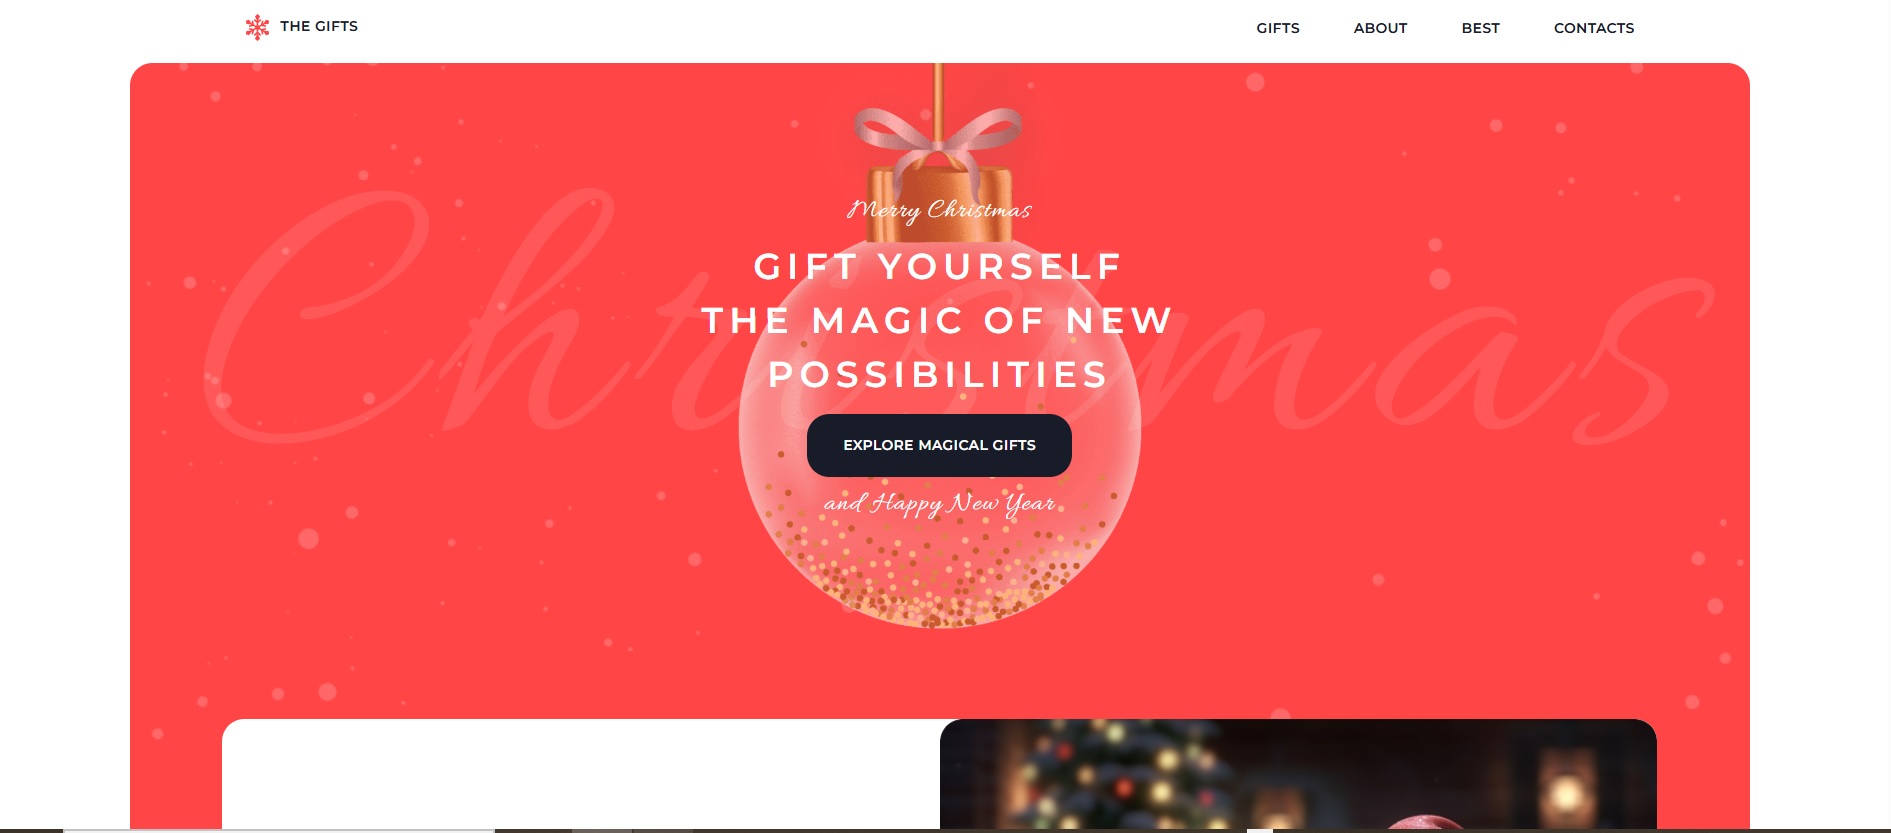 THE GIFTS
GIFTS ABOUT BEST CONTACTS
Christmas
Merry Christmas
GIFT YOURSELF
THE MAGIC OF NEW
POSSIBILITIES
EXPLORE MAGICAL GIFTS
and Happy New Year